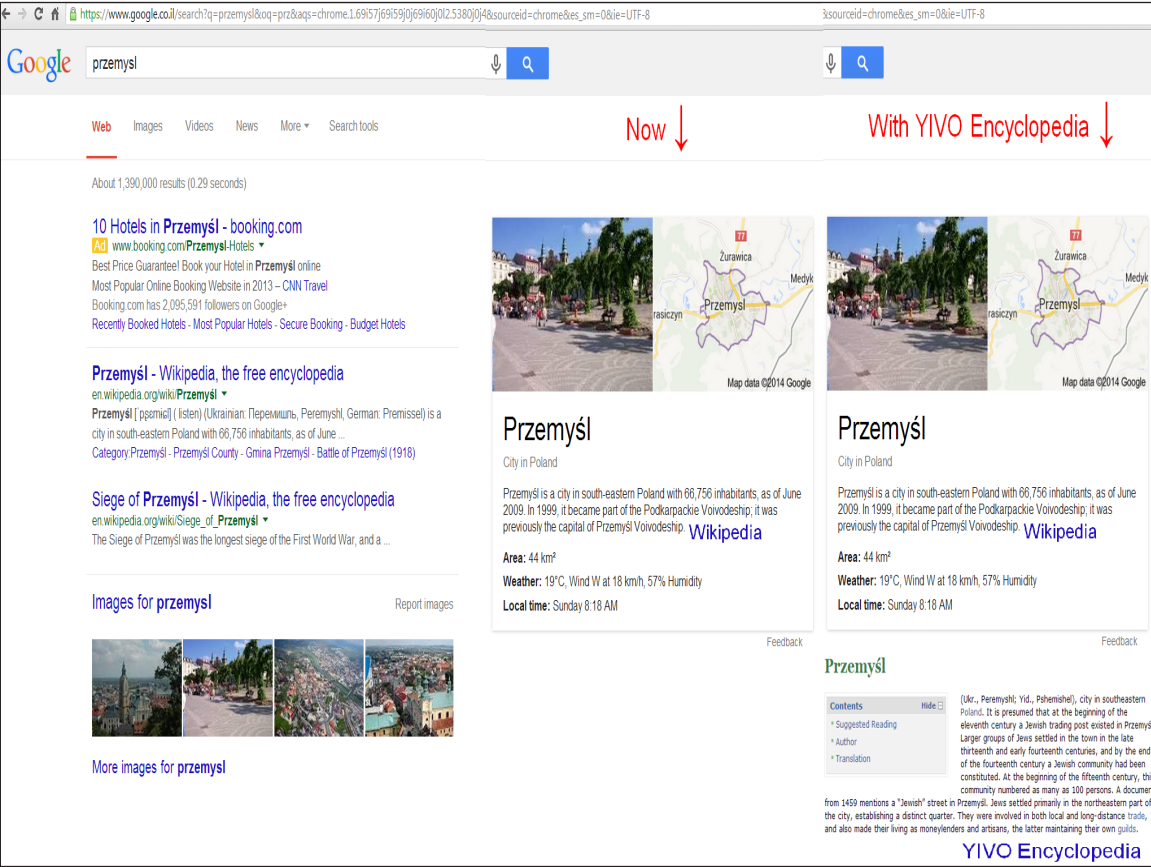 https://www.google.co.il/search?q=przemysl&oq=prz&aqs=chrome.1.69i57j69i59j0j69i60j0l2.5380j0j4&sourceid=chrome&es_sm=0&ie=UTF-8
&sourceid=chrome&es_sm=0&ie=UTF-8
Google
przemysl
Web Images Videos News More Search tools
About 1,390,000 results (0.29 seconds)
10 Hotels in Przemyśl - booking.com
Ad www.booking.com/Przemysl-Hotels
Best Price Guarantee! Book your Hotel in Przemyśl online
Most Popular Online Booking Website in 2013 – CNN Travel
Booking.com has 2,095,591 followers on Google+
Recently Booked Hotels - Most Popular Hotels - Secure Booking - Budget Hotels
Przemyśl - Wikipedia, the free encyclopedia
en.wikipedia.org/wiki/Przemyśl
Przemyśl [ˈpʂɛmɨɕl] ( listen) (Ukrainian: Перемишль, Peremyshl, German: Premissel) is a
city in south-eastern Poland with 66,756 inhabitants, as of June ...
Category:Przemyśl - Przemyśl County - Gmina Przemyśl - Battle of Przemyśl (1918)
Siege of Przemyśl - Wikipedia, the free encyclopedia
en.wikipedia.org/wiki/Siege_of_Przemyśl
The Siege of Przemyśl was the longest siege of the First World War, and a ...
Images for przemysl
Report images
More images for przemysl
Now ↓
77
Żurawica
Medyk
Przemysl
rasiczyn
Map data ©2014 Google
Przemyśl
City in Poland
Przemyśl is a city in south-eastern Poland with 66,756 inhabitants, as of June
2009. In 1999, it became part of the Podkarpackie Voivodeship; it was
previously the capital of Przemyśl Voivodeship. Wikipedia
Area: 44 km²
Weather: 19°C, Wind W at 18 km/h, 57% Humidity
Local time: Sunday 8:18 AM
Feedback
With YIVO Encyclopedia ↓
77
Żurawica
Medyk
Przemysl
rasiczyn
Map data ©2014 Google
Przemyśl
City in Poland
Przemyśl is a city in south-eastern Poland with 66,756 inhabitants, as of June
2009. In 1999, it became part of the Podkarpackie Voivodeship; it was
previously the capital of Przemyśl Voivodeship. Wikipedia
Area: 44 km²
Weather: 19°C, Wind W at 18 km/h, 57% Humidity
Local time: Sunday 8:18 AM
Feedback
Przemyśl
Contents Hide
Suggested Reading
Author
Translation
(Ukr., Peremyshl; Yid., Pshemishel), city in southeastern
Poland. It is presumed that at the beginning of the
eleventh century a Jewish trading post existed in Przemyś
Larger groups of Jews settled in the town in the late
thirteenth and early fourteenth centuries, and by the end
of the fourteenth century a Jewish community had been
constituted. At the beginning of the fifteenth century, thi
community numbered as many as 100 persons. A documen
from 1459 mentions a "Jewish" street in Przemyśl. Jews settled primarily in the northeastern part of
the city, establishing a distinct quarter. They were involved in both local and long-distance trade,
and also made their living as moneylenders and artisans, the latter maintaining their own guilds.
YIVO Encyclopedia